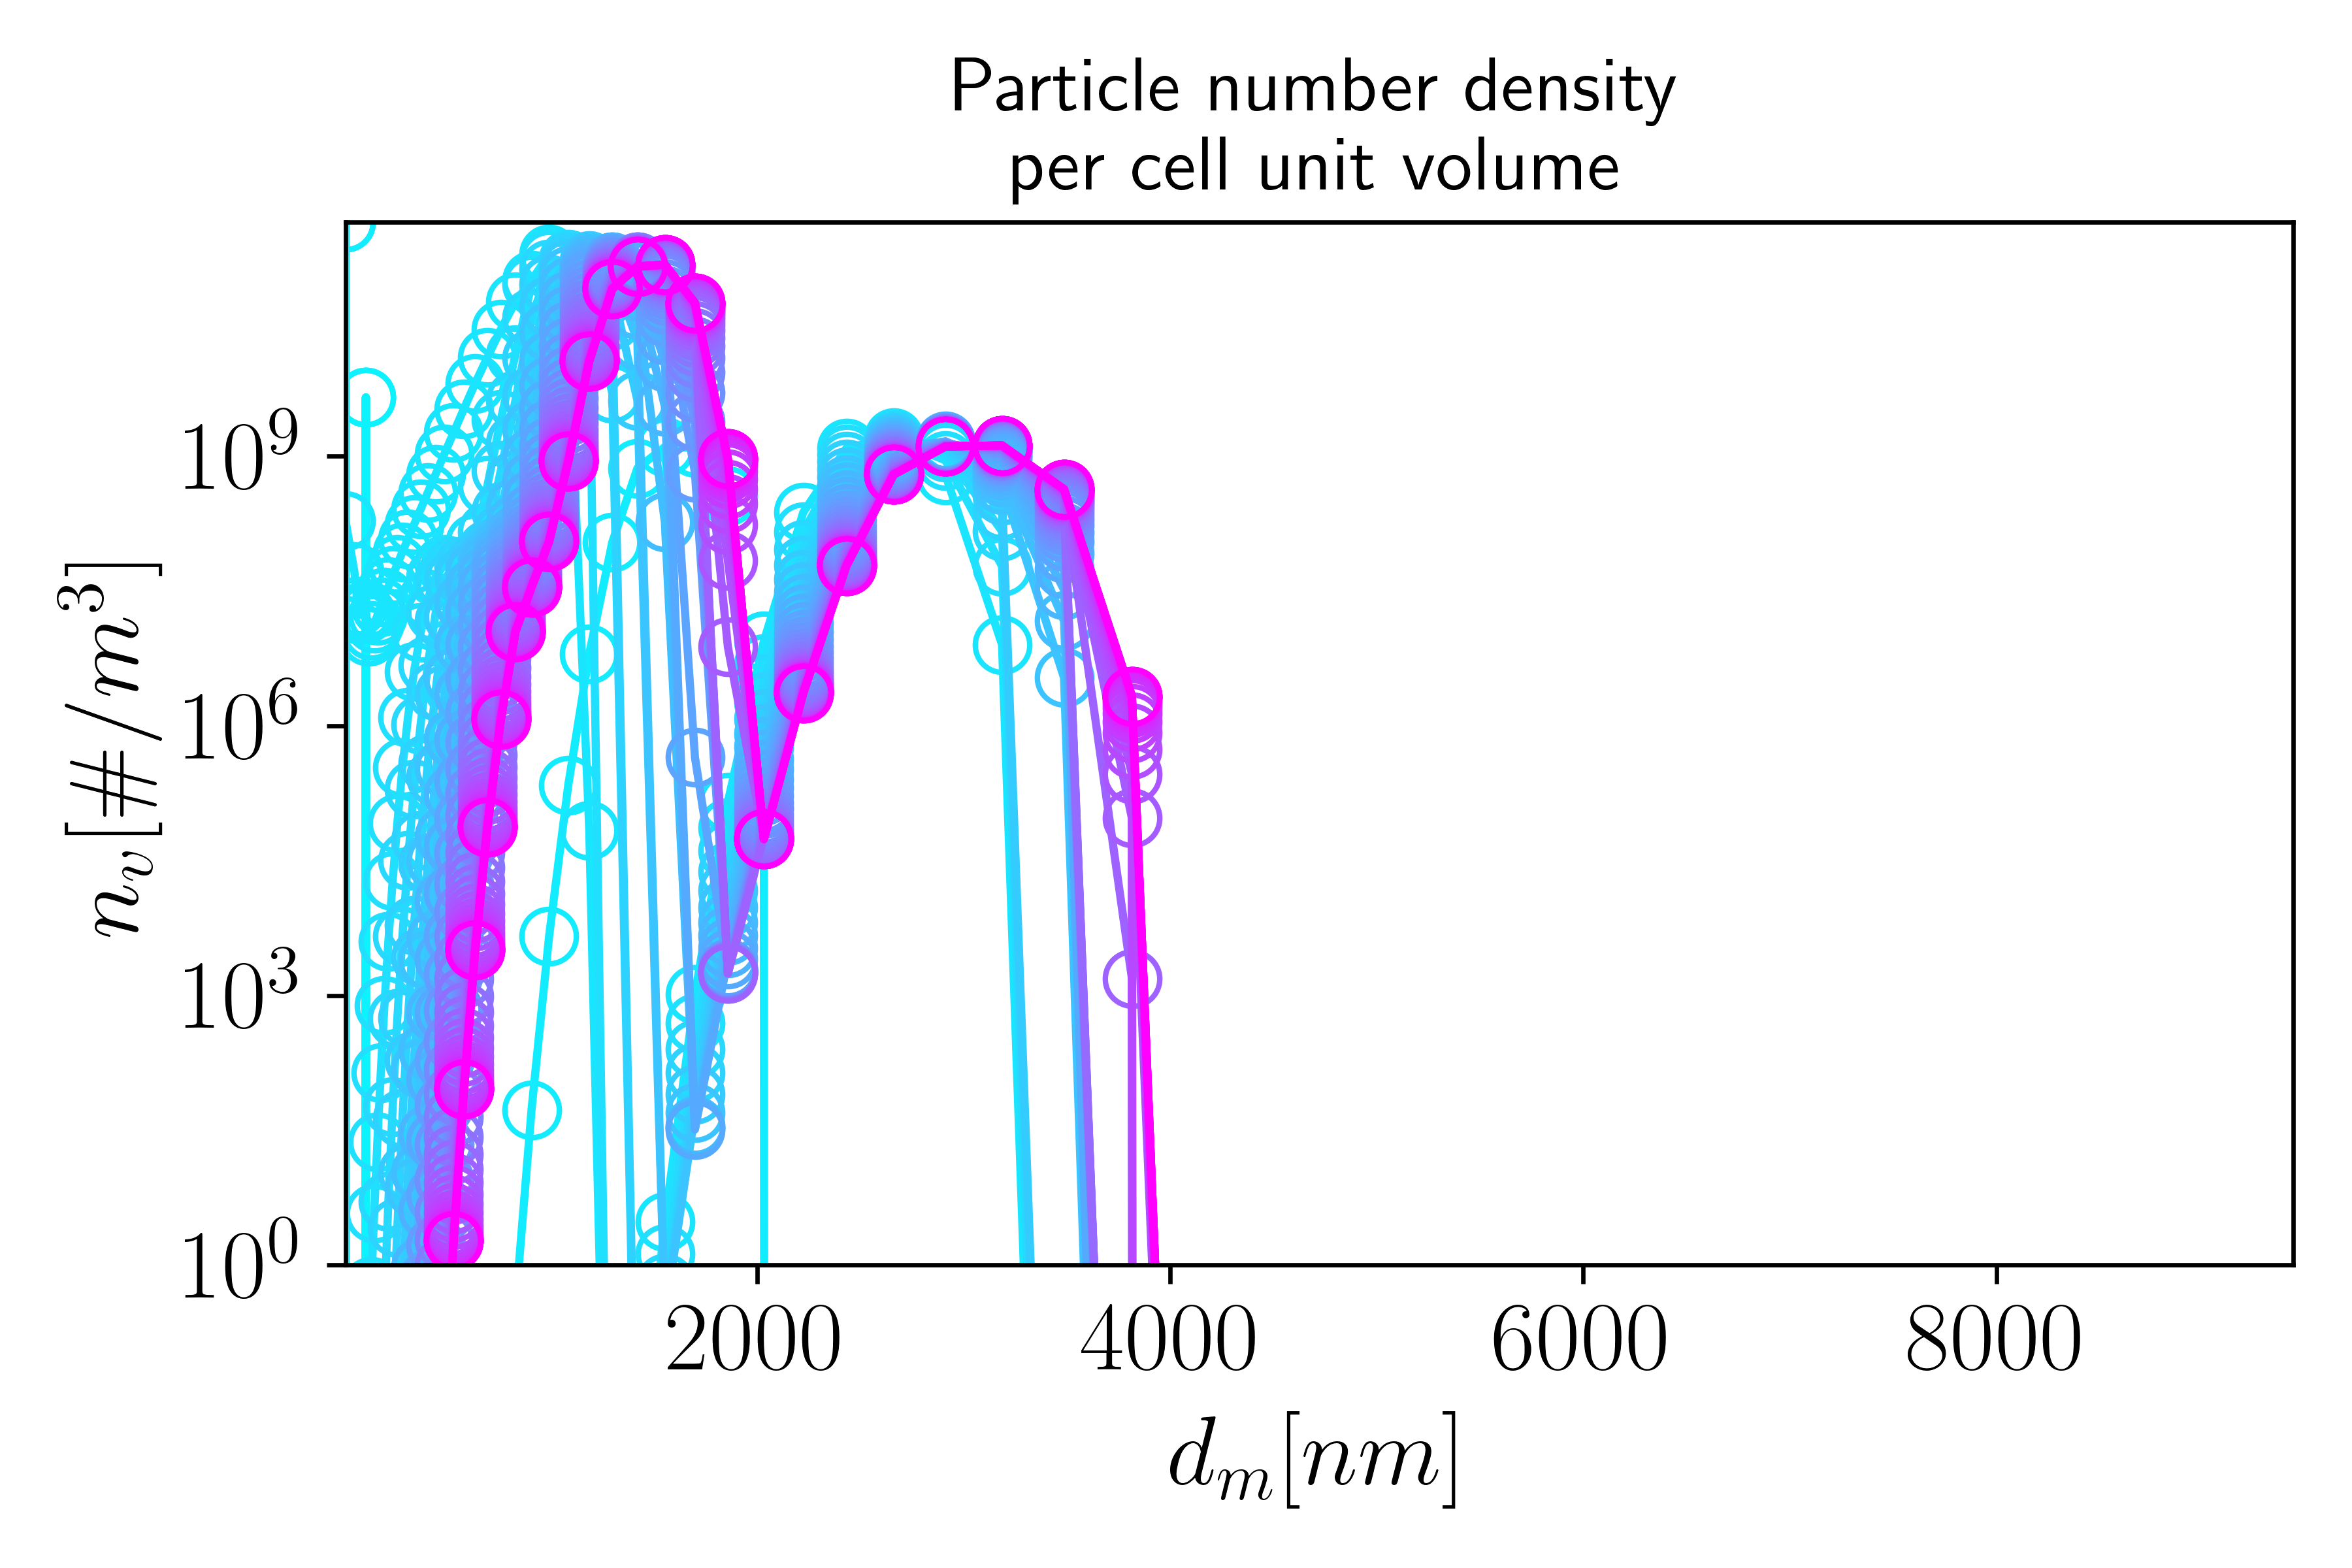 Particle number density
per cell unit volume
n_v[#/m^3]
10^9
10^6
10^3
10^0
2000 4000 6000 8000
d_m[nm]